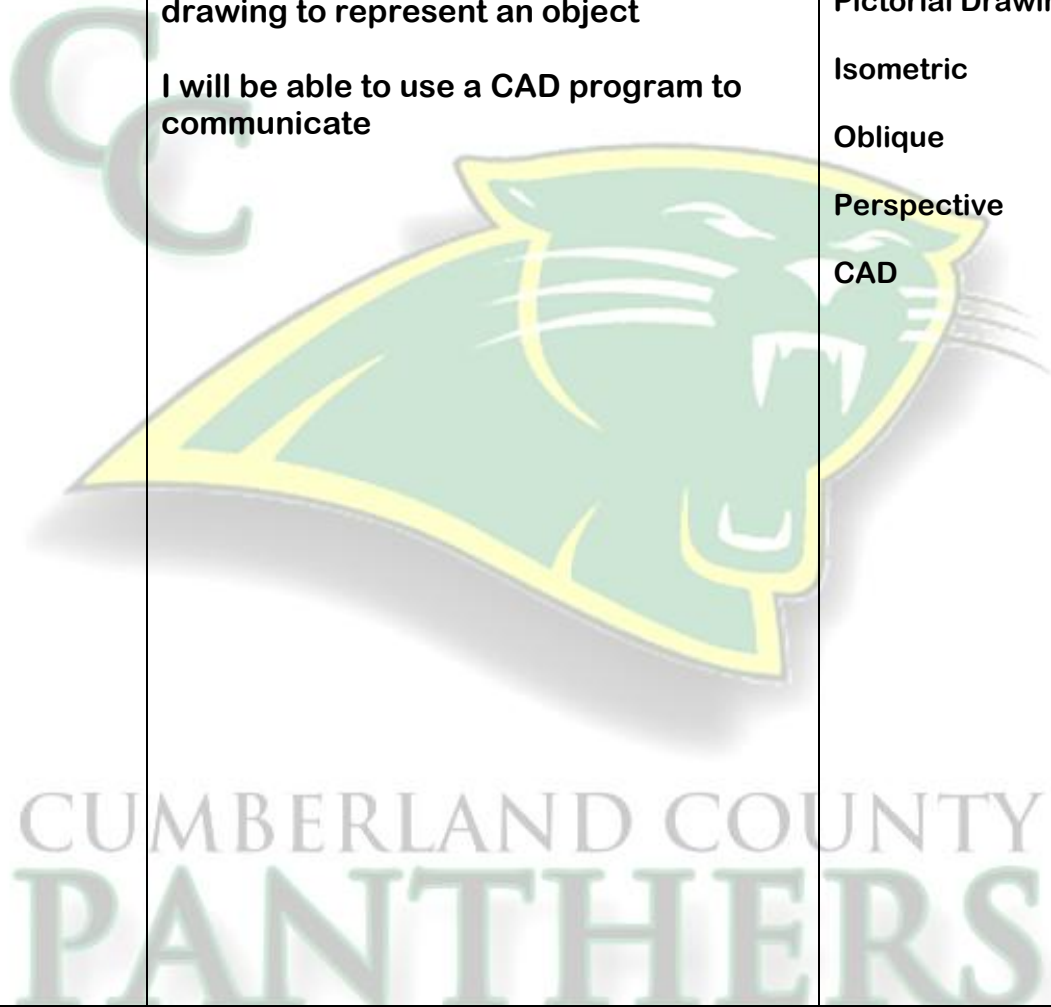 drawing to represent an object
I will be able to use a CAD program to
communicate
Isometric
Oblique
Perspective
CAD
CC
CUMBERLAND COUNTY
PANTHERS